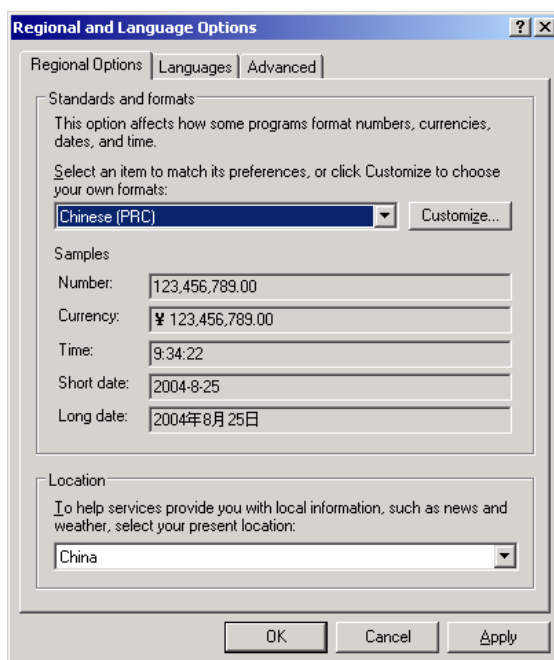 Regional and Language Options
Regional Options Languages Advanced
Standards and formats
This option affects how some programs format numbers, currencies,
dates, and time.
Select an item to match its preferences, or click Customize to choose
your own formats:
Chinese (PRC) Customize...
Samples
Number: 123,456,789.00
Currency: ¥ 123,456,789.00
Time: 9:34:22
Short date: 2004-8-25
Long date: 2004年8月25日
Location
To help services provide you with local information, such as news and
weather, select your present location:
China
OK Cancel Apply